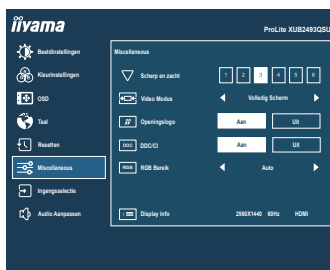 iiyama
ProLite XUB2493QSU
Beeldinstellingen
Kleurinstellingen
OSD
Taal
Resetten
Miscellaneous
Ingangsselectie
Audio Aanpassen
Miscellaneous
Scherp en zacht 1 2 3 4 5 6
Video Modus Volledig Scherm
Openingslogo Aan Uit
DDC DDC/CI Aan Uit
RGB RGB Bereik Auto
Display info 2560X1440 60Hz HDMI